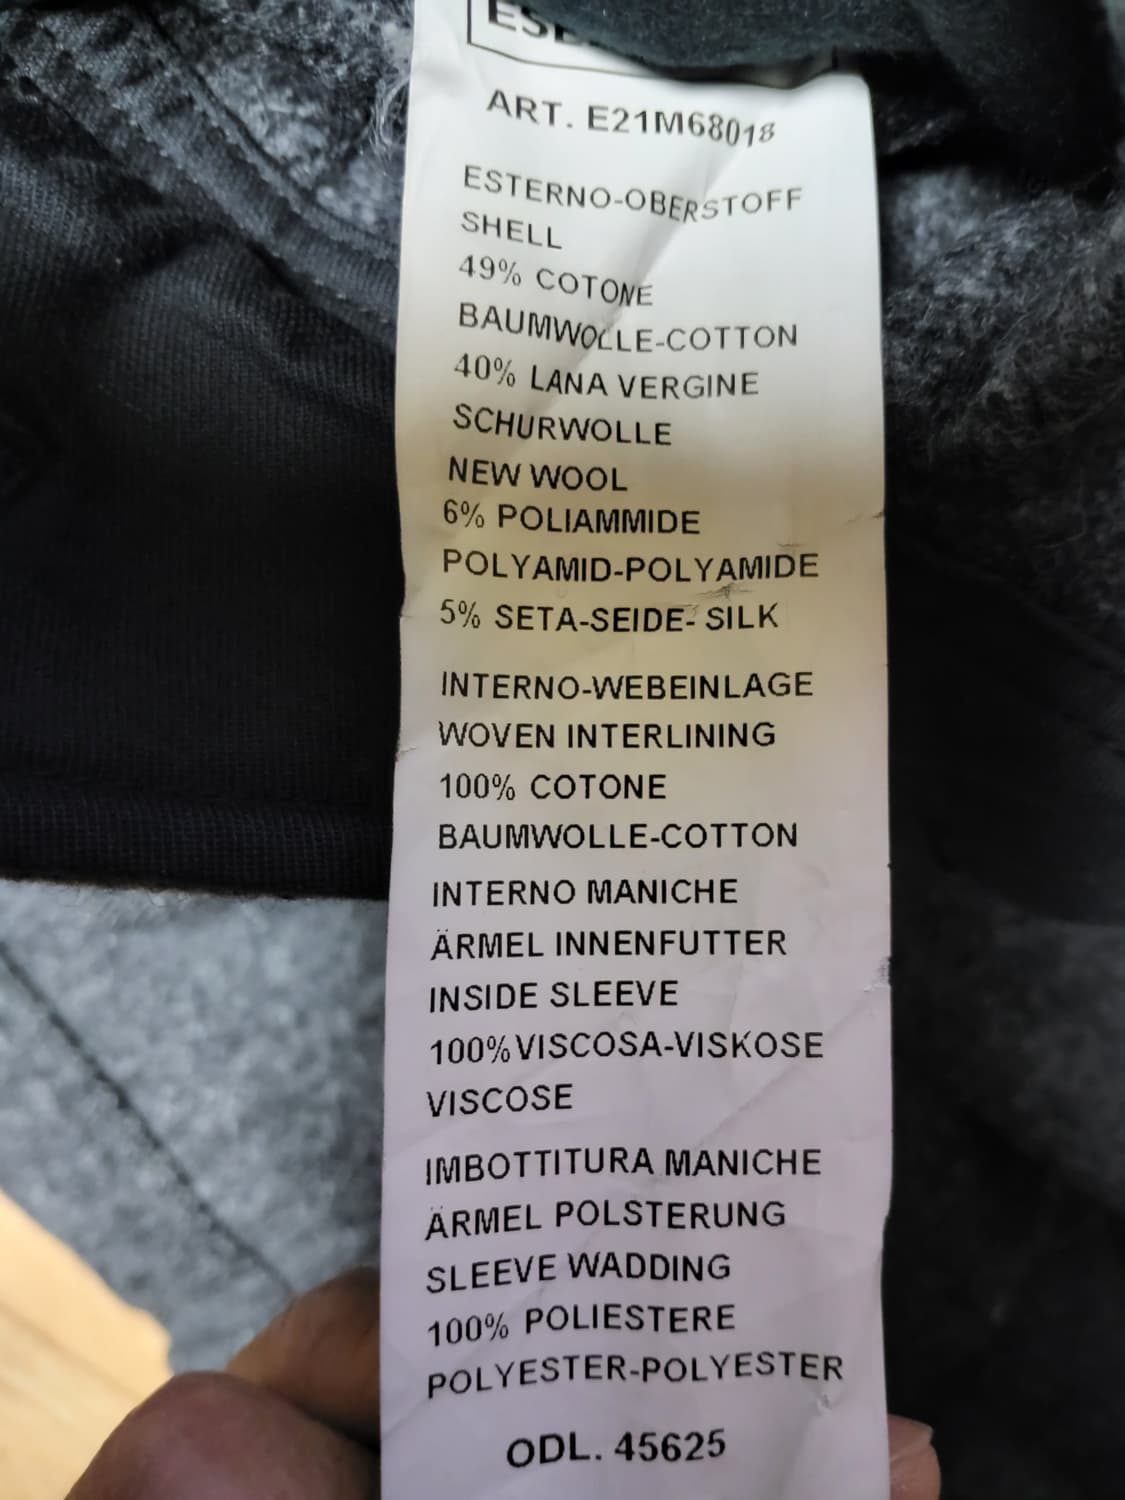 ART. E21M68018
ESTERNO-OBERSTOFF
SHELL
49% COTONE
BAUMWOLLE-COTTON
40% LANA VERGINE
SCHURWOLLE
NEW WOOL
6% POLIAMMIDE
POLYAMID-POLYAMIDE
5% SETA-SEIDE- SILK
INTERNO-WEBEINLAGE
WOVEN INTERLINING
100% COTONE
BAUMWOLLE-COTTON
INTERNO MANICHE
ÄRMEL INNENFUTTER
INSIDE SLEEVE
100%VISCOSA-VISKOSE
VISCOSE
IMBOTTITURA MANICHE
ÄRMEL POLSTERUNG
SLEEVE WADDING
100% POLIESTERE
POLYESTER-POLYESTER
ODL. 45625